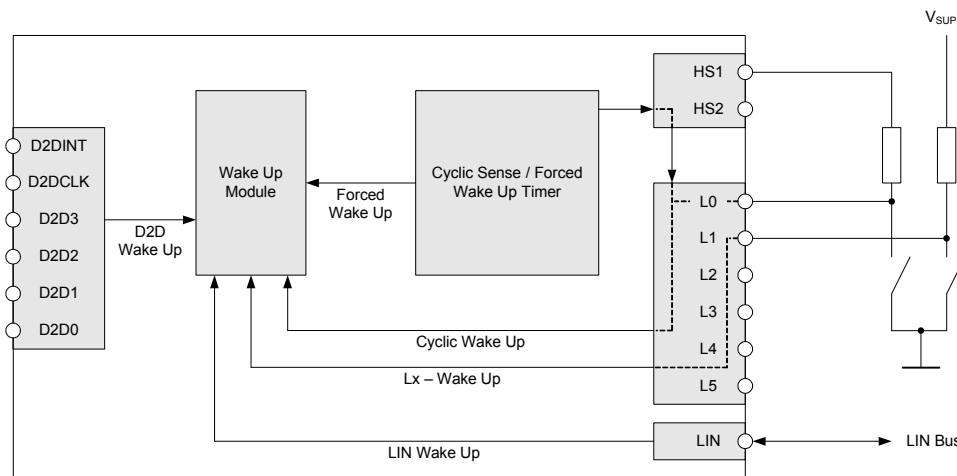 VSUP
HS1
HS2
D2DINT
D2DCLK
D2D3
D2D2
D2D1
D2D0
D2D
Wake Up
Wake Up
Module
Forced
Wake Up
Cyclic Sense / Forced
Wake Up Timer
L0
L1
L2
L3
L4
L5
Cyclic Wake Up
Lx – Wake Up
LIN Wake Up
LIN
LIN Bus